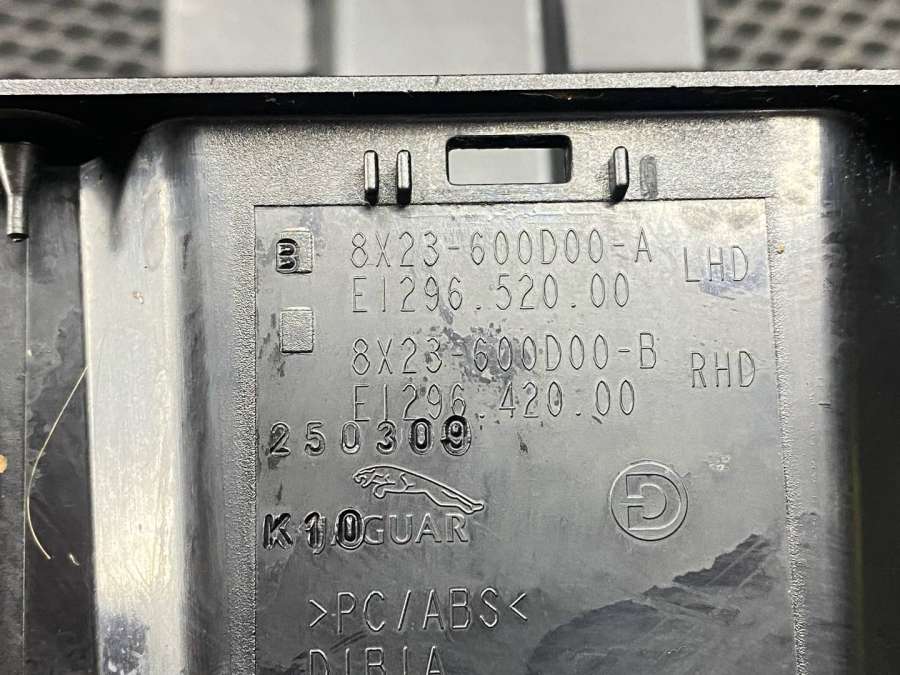 B 8X23-600D00-A LHD
E1296.520.00
8X23-600D00-B RHD
E1296.420.00
250309
JAGUAR
K10
>PC/ABS<